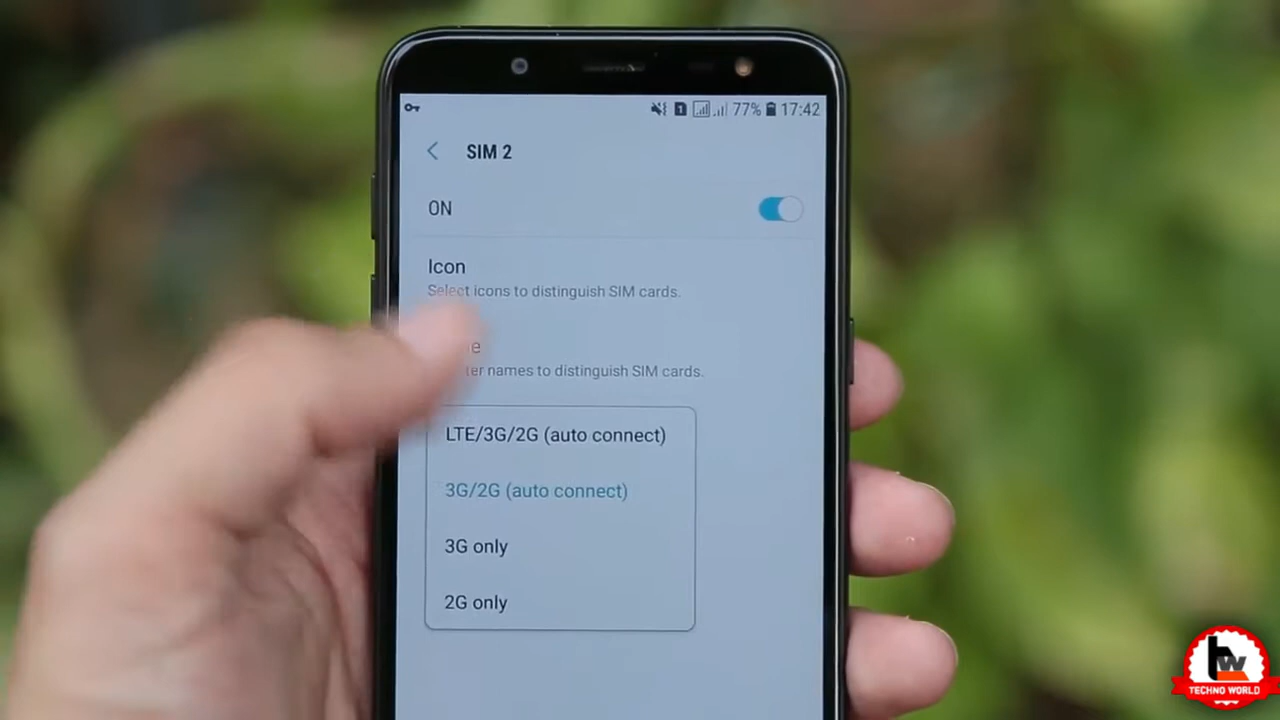 77% 17:42
SIM 2
ON
Icon
Select icons to distinguish SIM cards.
names to distinguish SIM cards.
LTE/3G/2G (auto connect)
3G/2G (auto connect)
3G only
2G only
TECHNO WORLD